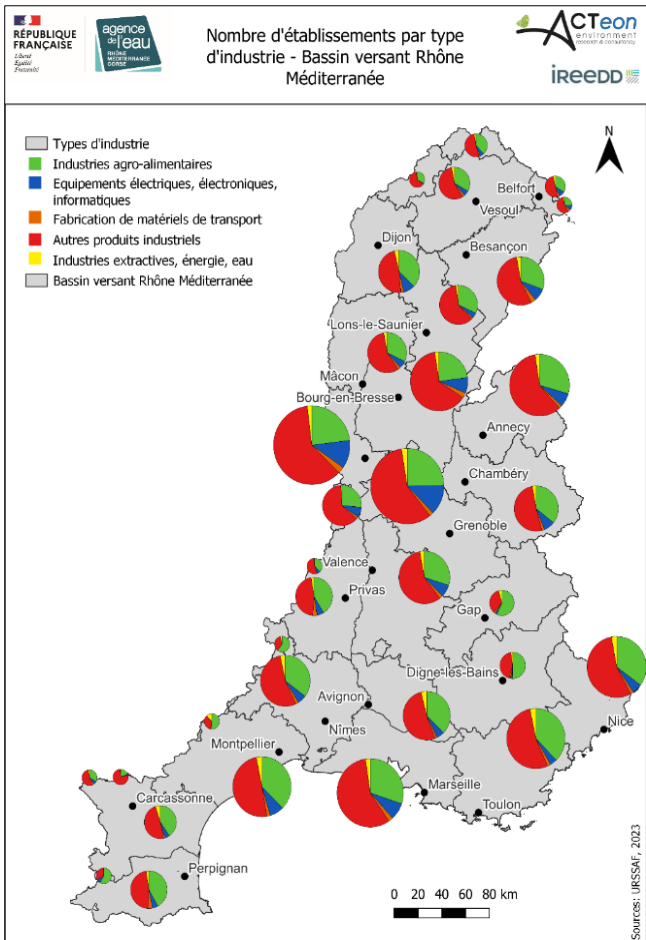 RÉPUBLIQUE
FRANÇAISE
Liberté
Égalité
Fraternité
agence
de l'eau
RHÔNE
MÉDITERRANÉE
CORSE
Nombre d'établissements par type
d'industrie - Bassin versant Rhône
Méditerranée
ACTeon
environment
research & consultancy
iREEDD
Types d'industrie
Industries agro-alimentaires
Equipements électriques, électroniques,
informatiques
Fabrication de matériels de transport
Autres produits industriels
Industries extractives, énergie, eau
Bassin versant Rhône Méditerranée
N
Belfort
Vesoul
Dijon
Besançon
Lons-le-Saunier
Mâcon
Bourg-en-Bresse
Annecy
Chambéry
Grenoble
Valence
Privas
Gap
Digne-les-Bains
Avignon
Nîmes
Nice
Montpellier
Marseille
Carcassonne
Toulon
Perpignan
0 20 40 60 80 km
Sources: URSSAF, 2023